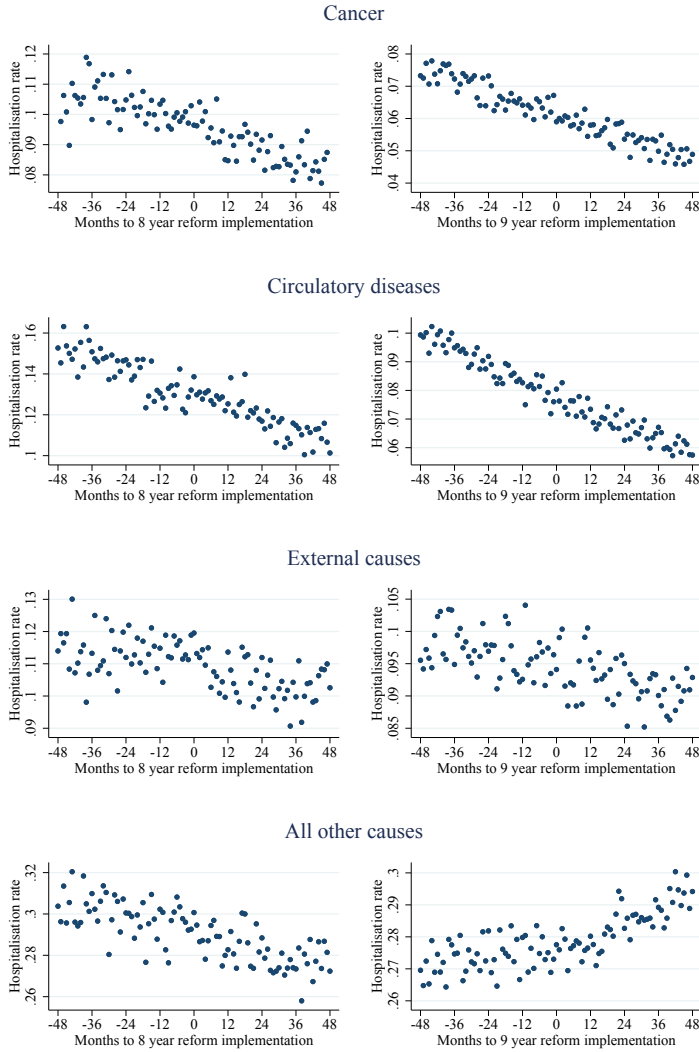 Cancer
Hospitalisation rate
.08 .09 .1 .11 .12
-48 -36 -24 -12 0 12 24 36 48
Months to 8 year reform implementation
Hospitalisation rate
.04 .05 .06 .07 .08
-48 -36 -24 -12 0 12 24 36 48
Months to 9 year reform implementation
Circulatory diseases
Hospitalisation rate
.1 .12 .14 .16
-48 -36 -24 -12 0 12 24 36 48
Months to 8 year reform implementation
Hospitalisation rate
.06 .07 .08 .09 .1
-48 -36 -24 -12 0 12 24 36 48
Months to 9 year reform implementation
External causes
Hospitalisation rate
.09 .1 .11 .12 .13
-48 -36 -24 -12 0 12 24 36 48
Months to 8 year reform implementation
Hospitalisation rate
.085 .09 .095 .1 .105
-48 -36 -24 -12 0 12 24 36 48
Months to 9 year reform implementation
All other causes
Hospitalisation rate
.26 .28 .3 .32
-48 -36 -24 -12 0 12 24 36 48
Months to 8 year reform implementation
Hospitalisation rate
.26 .27 .28 .29 .3
-48 -36 -24 -12 0 12 24 36 48
Months to 9 year reform implementation